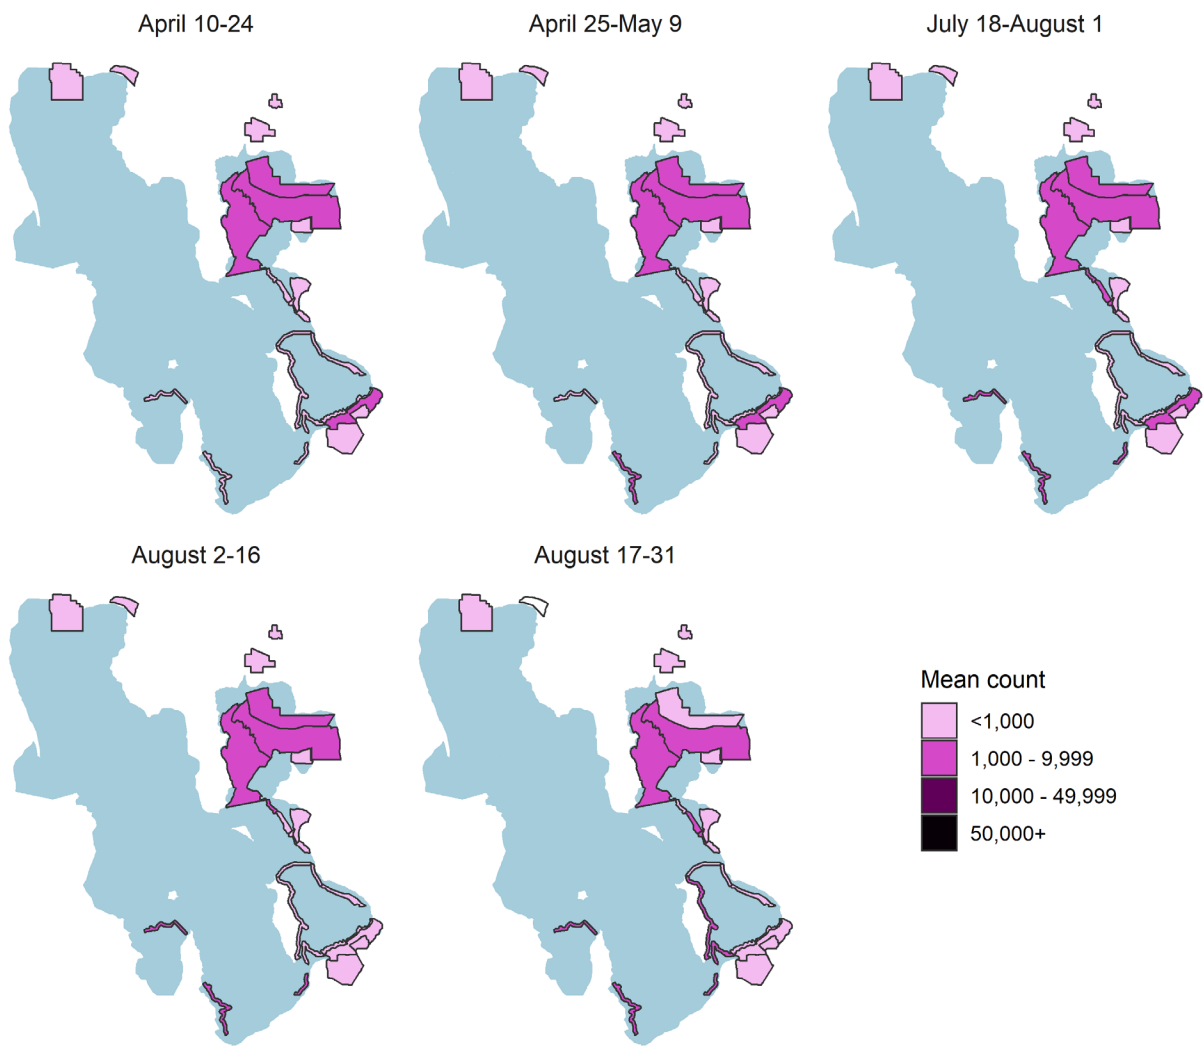 April 10-24
April 25-May 9
July 18-August 1
August 2-16
August 17-31
Mean count
<1,000
1,000 - 9,999
10,000 - 49,999
50,000+